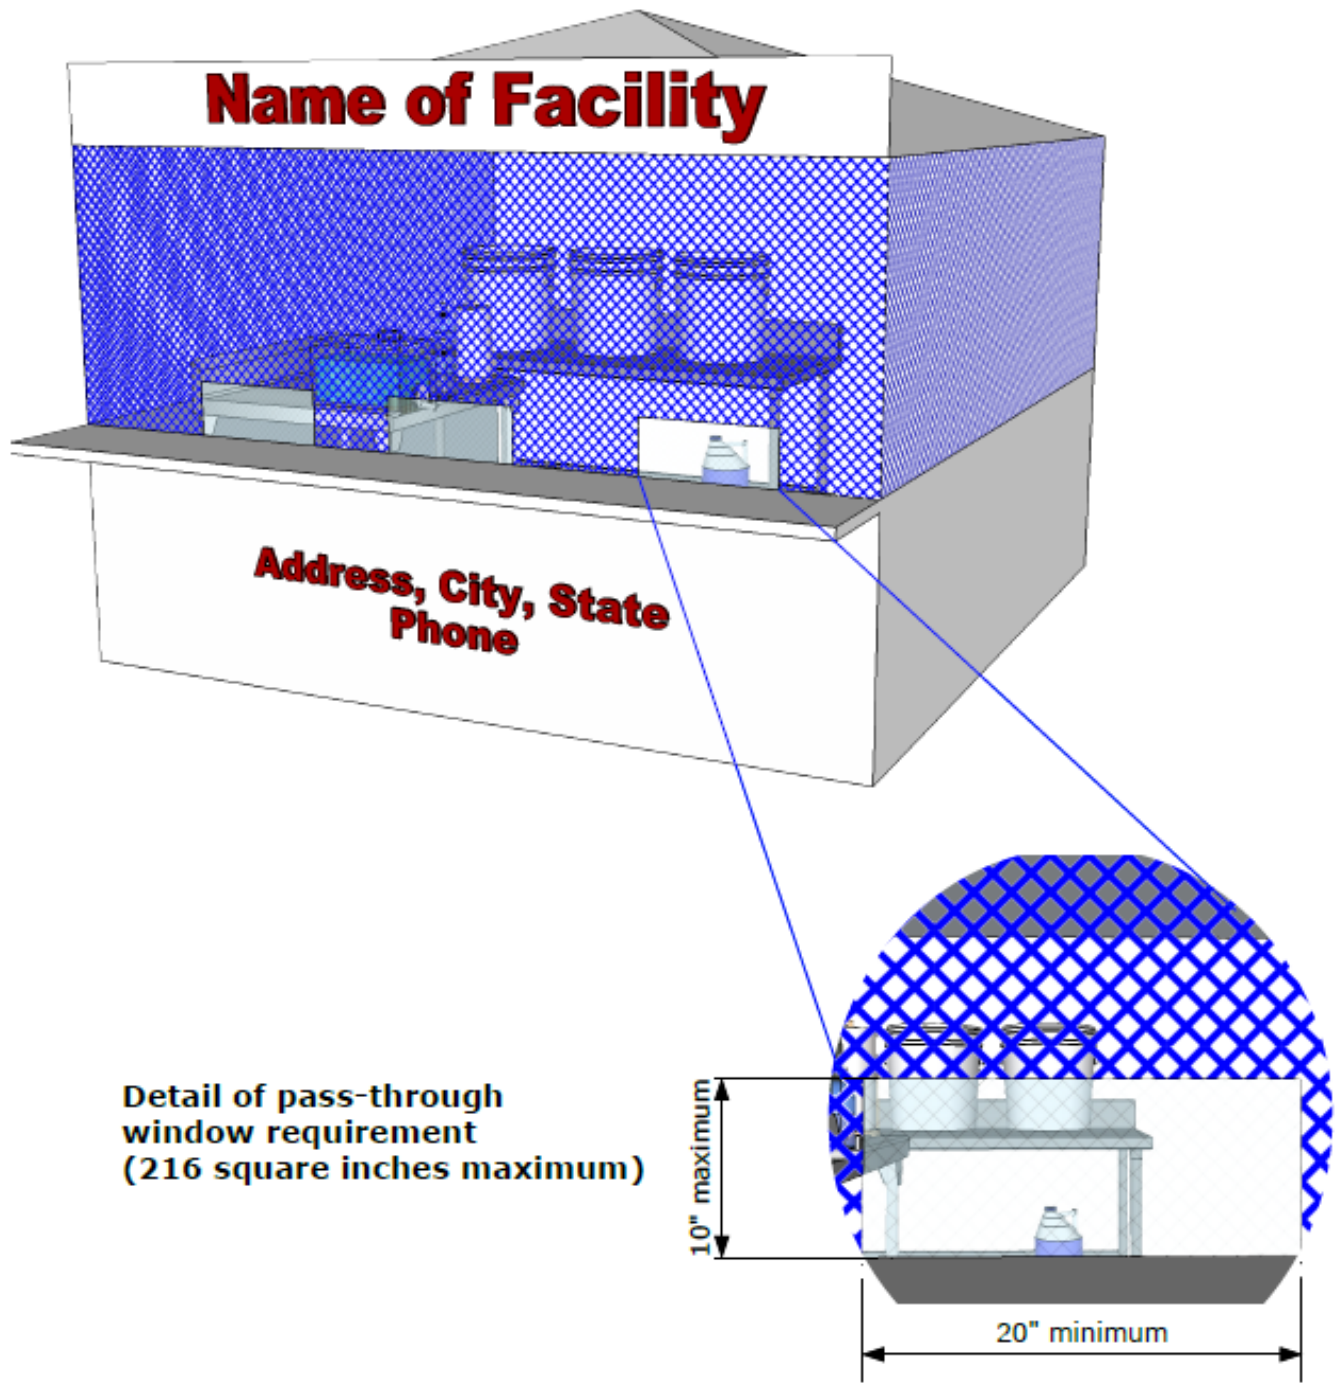 Name of Facility
Address, City, State
Phone
Detail of pass-through
window requirement
(216 square inches maximum)
10" maximum
20" minimum